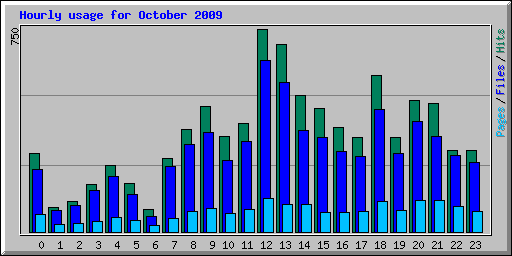 Hourly usage for October 2009
750
Pages / Files / Hits
0 1 2 3 4 5 6 7 8 9 10 11 12 13 14 15 16 17 18 19 20 21 22 23